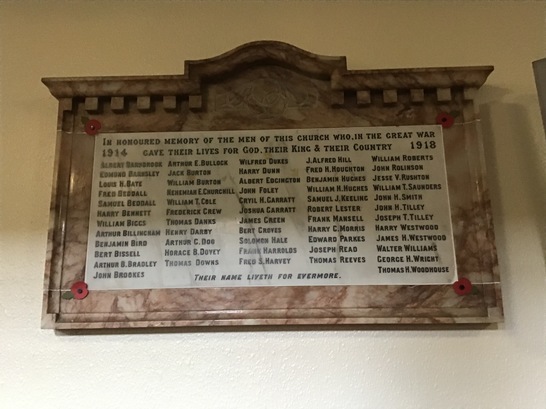 In honoured memory of the men of this church who, in the great war
1914 gave their lives for God, their King & their Country 1918
Albert Bambrook
Edmund Barnsley
Louis H. Bate
Fred Beddall
Samuel Beddall
Harry Bennett
William Biggs
Arthur Billingham
Benjamin Bird
Bert Bissell
Arthur O. Bradley
John Brookes
Arthur E. Bullock
Jack Burton
William Burton
Nehemiah E. Churchill
William T. Cole
Frederick Crew
Thomas Danks
Henry Darby
Arthur C. Dog
Horace B. Dovey
Thomas Downs
Wilfred Dukes
Harry Dunn
Albert Edgington
John Foley
Cyril H. Garratt
Joshua Garratt
James Green
Bert Groves
Solomon Hale
Frank Harrolds
Fred S. Harvey
J. Alfred Hill
Fred H. Houghton
Benjamin Hughes
William H. Hughes
Samuel J. Keeling
Robert Lester
Frank Mansell
Harry C. Morris
Edward Parkes
Joseph Read
Thomas Reeves
William Roberts
John Rolinson
Jesse V. Rushton
William T. Saunders
John H. Smith
John H. Tilley
Joseph T. Tilley
Harry Westwood
James H. Westwood
Walter Williams
George H. Wright
Thomas H. Woodhouse
Their name liveth for evermore.